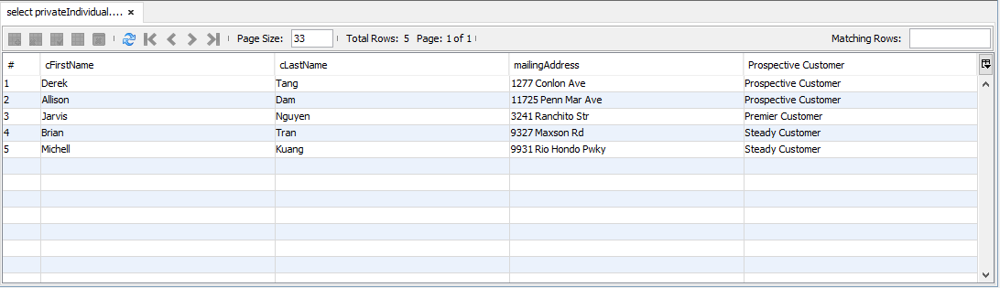 select privateIndividual.... ×
Page Size: 33 Total Rows: 5 Page: 1 of 1 Matching Rows:
# cFirstName cLastName mailingAddress Prospective Customer
1 Derek Tang 1277 Conlon Ave Prospective Customer
2 Allison Dam 11725 Penn Mar Ave Prospective Customer
3 Jarvis Nguyen 3241 Ranchito Str Premier Customer
4 Brian Tran 9327 Maxson Rd Steady Customer
5 Michell Kuang 9931 Rio Hondo Pwky Steady Customer